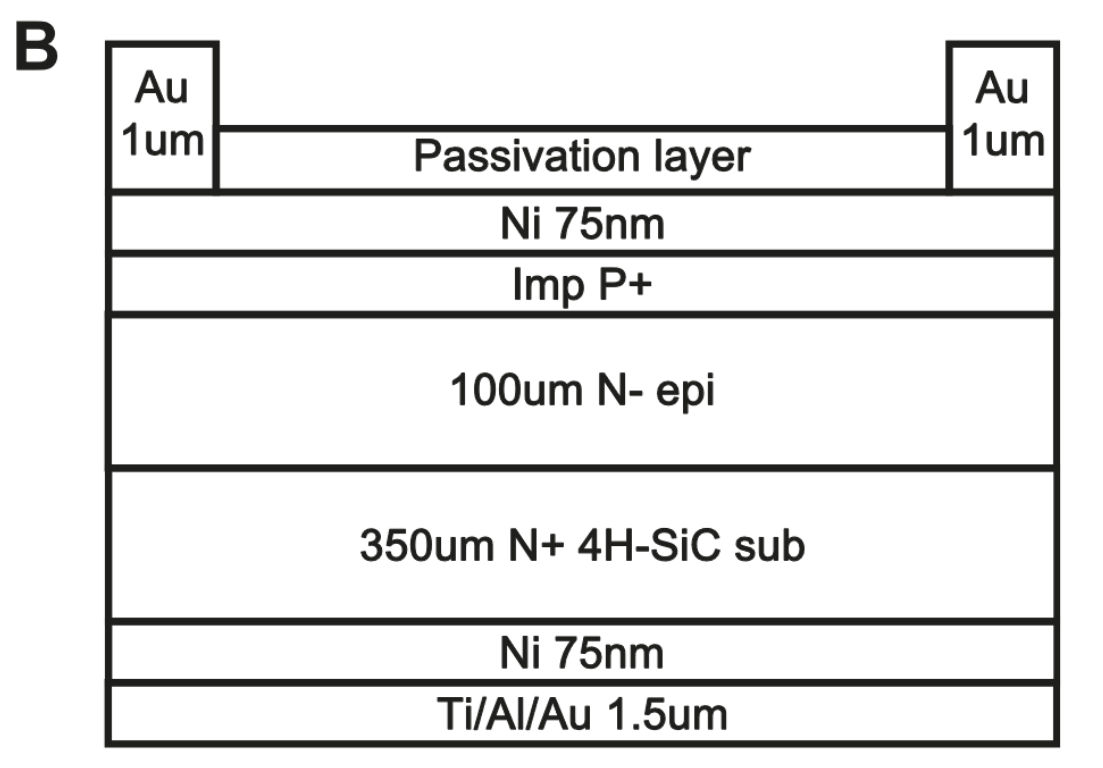 B
Au
1um
Au
1um
Passivation layer
Ni 75nm
Imp P+
100um N- epi
350um N+ 4H-SiC sub
Ni 75nm
Ti/Al/Au 1.5um